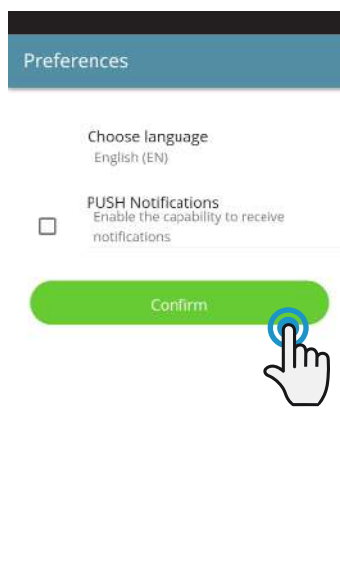 Preferences
Choose language
English (EN)
PUSH Notifications
Enable the capability to receive
notifications
Confirm